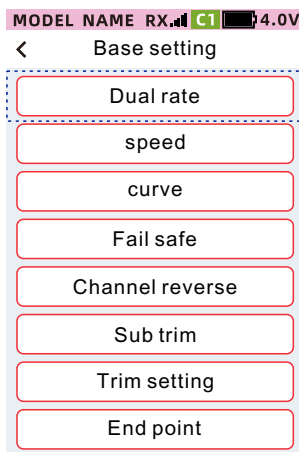 MODEL NAME RX C1 4.0V
< Base setting
Dual rate
speed
curve
Fail safe
Channel reverse
Sub trim
Trim setting
End point